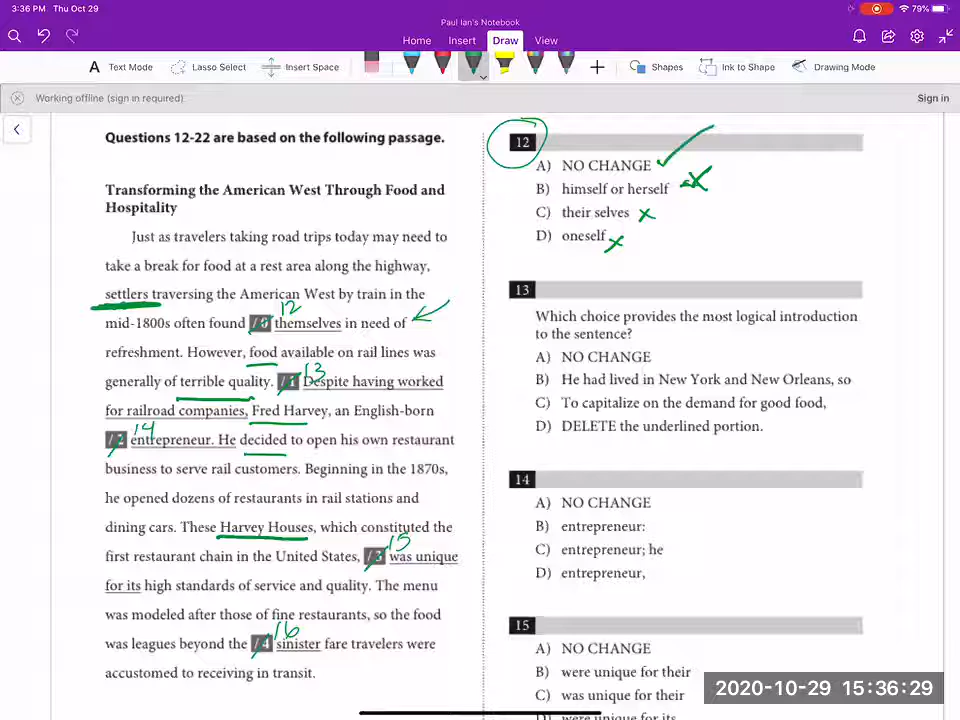 3:36 PM Thu Oct 29
79%
Paul Ian's Notebook
Home Insert Draw View
Text Mode Lasso Select Insert Space Shapes Ink to Shape Drawing Mode
Working offline (sign in required) Sign in
Questions 12-22 are based on the following passage.
Transforming the American West Through Food and
Hospitality
Just as travelers taking road trips today may need to
take a break for food at a rest area along the highway,
settlers traversing the American West by train in the
12
mid-1800s often found themselves in need of
refreshment. However, food available on rail lines was
13
generally of terrible quality. Despite having worked
for railroad companies, Fred Harvey, an English-born
14
entrepreneur. He decided to open his own restaurant
business to serve rail customers. Beginning in the 1870s,
he opened dozens of restaurants in rail stations and
dining cars. These Harvey Houses, which constituted the
15
first restaurant chain in the United States, was unique
for its high standards of service and quality. The menu
was modeled after those of fine restaurants, so the food
16
was leagues beyond the sinister fare travelers were
accustomed to receiving in transit.
12
A) NO CHANGE
B) himself or herself
C) their selves
D) oneself
13
Which choice provides the most logical introduction
to the sentence?
A) NO CHANGE
B) He had lived in New York and New Orleans, so
C) To capitalize on the demand for good food,
D) DELETE the underlined portion.
14
A) NO CHANGE
B) entrepreneur:
C) entrepreneur; he
D) entrepreneur,
15
A) NO CHANGE
B) were unique for their
C) was unique for their
D) were unique for its
2020-10-29 15:36:29